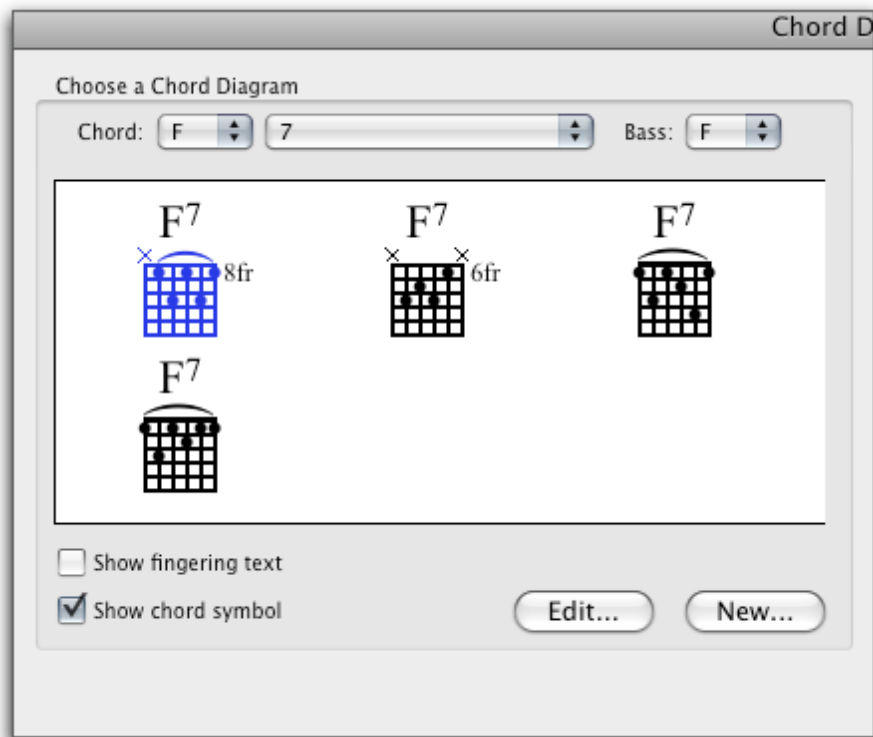 Chord D
Choose a Chord Diagram
Chord: F 7 Bass: F
F7 F7 F7
8fr 6fr
F7
Show fingering text
Show chord symbol Edit... New...